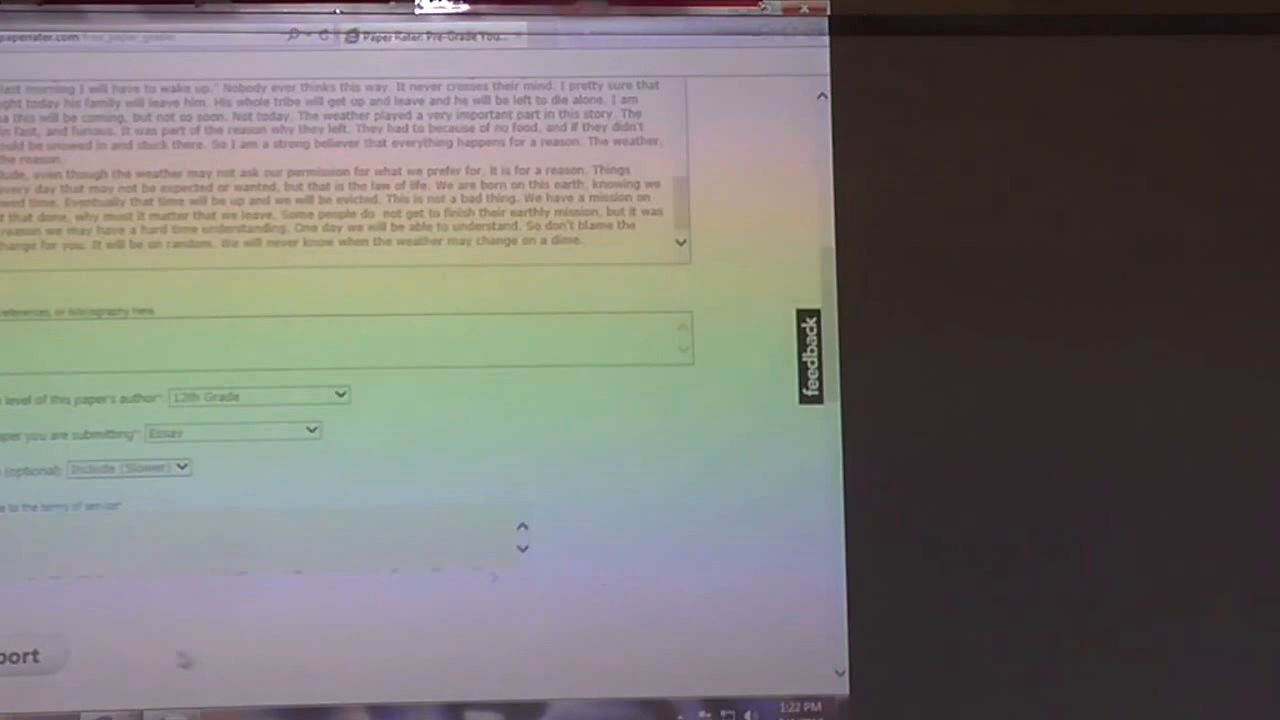 paperrater.com
Paper Rater: Pre-Grade You...
last morning I will have to wake up." Nobody ever thinks this way. It never crosses their mind. I pretty sure that
ght today his family will leave him. His whole tribe will get up and leave and he will be left to die alone. I am
a this will be coming, but not so soon. Not today. The weather played a very important part in this story. The
in fast, and furious. It was part of the reason why they left. They had to because of no food, and if they didn't
ould be snowed in and stuck there. So I am a strong believer that everything happens for a reason. The weather,
the reason.
lude, even though the weather may not ask our permission for what we prefer for, it is for a reason. Things
every day that may not be expected or wanted, but that is the law of life. We are born on this earth, knowing we
wed time. Eventually that time will be up and we will be evicted. This is not a bad thing. We have a mission on
t that done, why must it matter that we leave. Some people do not get to finish their earthly mission, but it was
reason we may have a hard time understanding. One day we will be able to understand. So don't blame the
hange for you. It will be on random. We will never know when the weather may change on a dime.
eferences, or bibliography here
level of this paper's author*: 12th Grade
aper you are submitting*: Essay
(optional): Include (Slower)
e to the terms of service*
feedback
port
1:22 PM